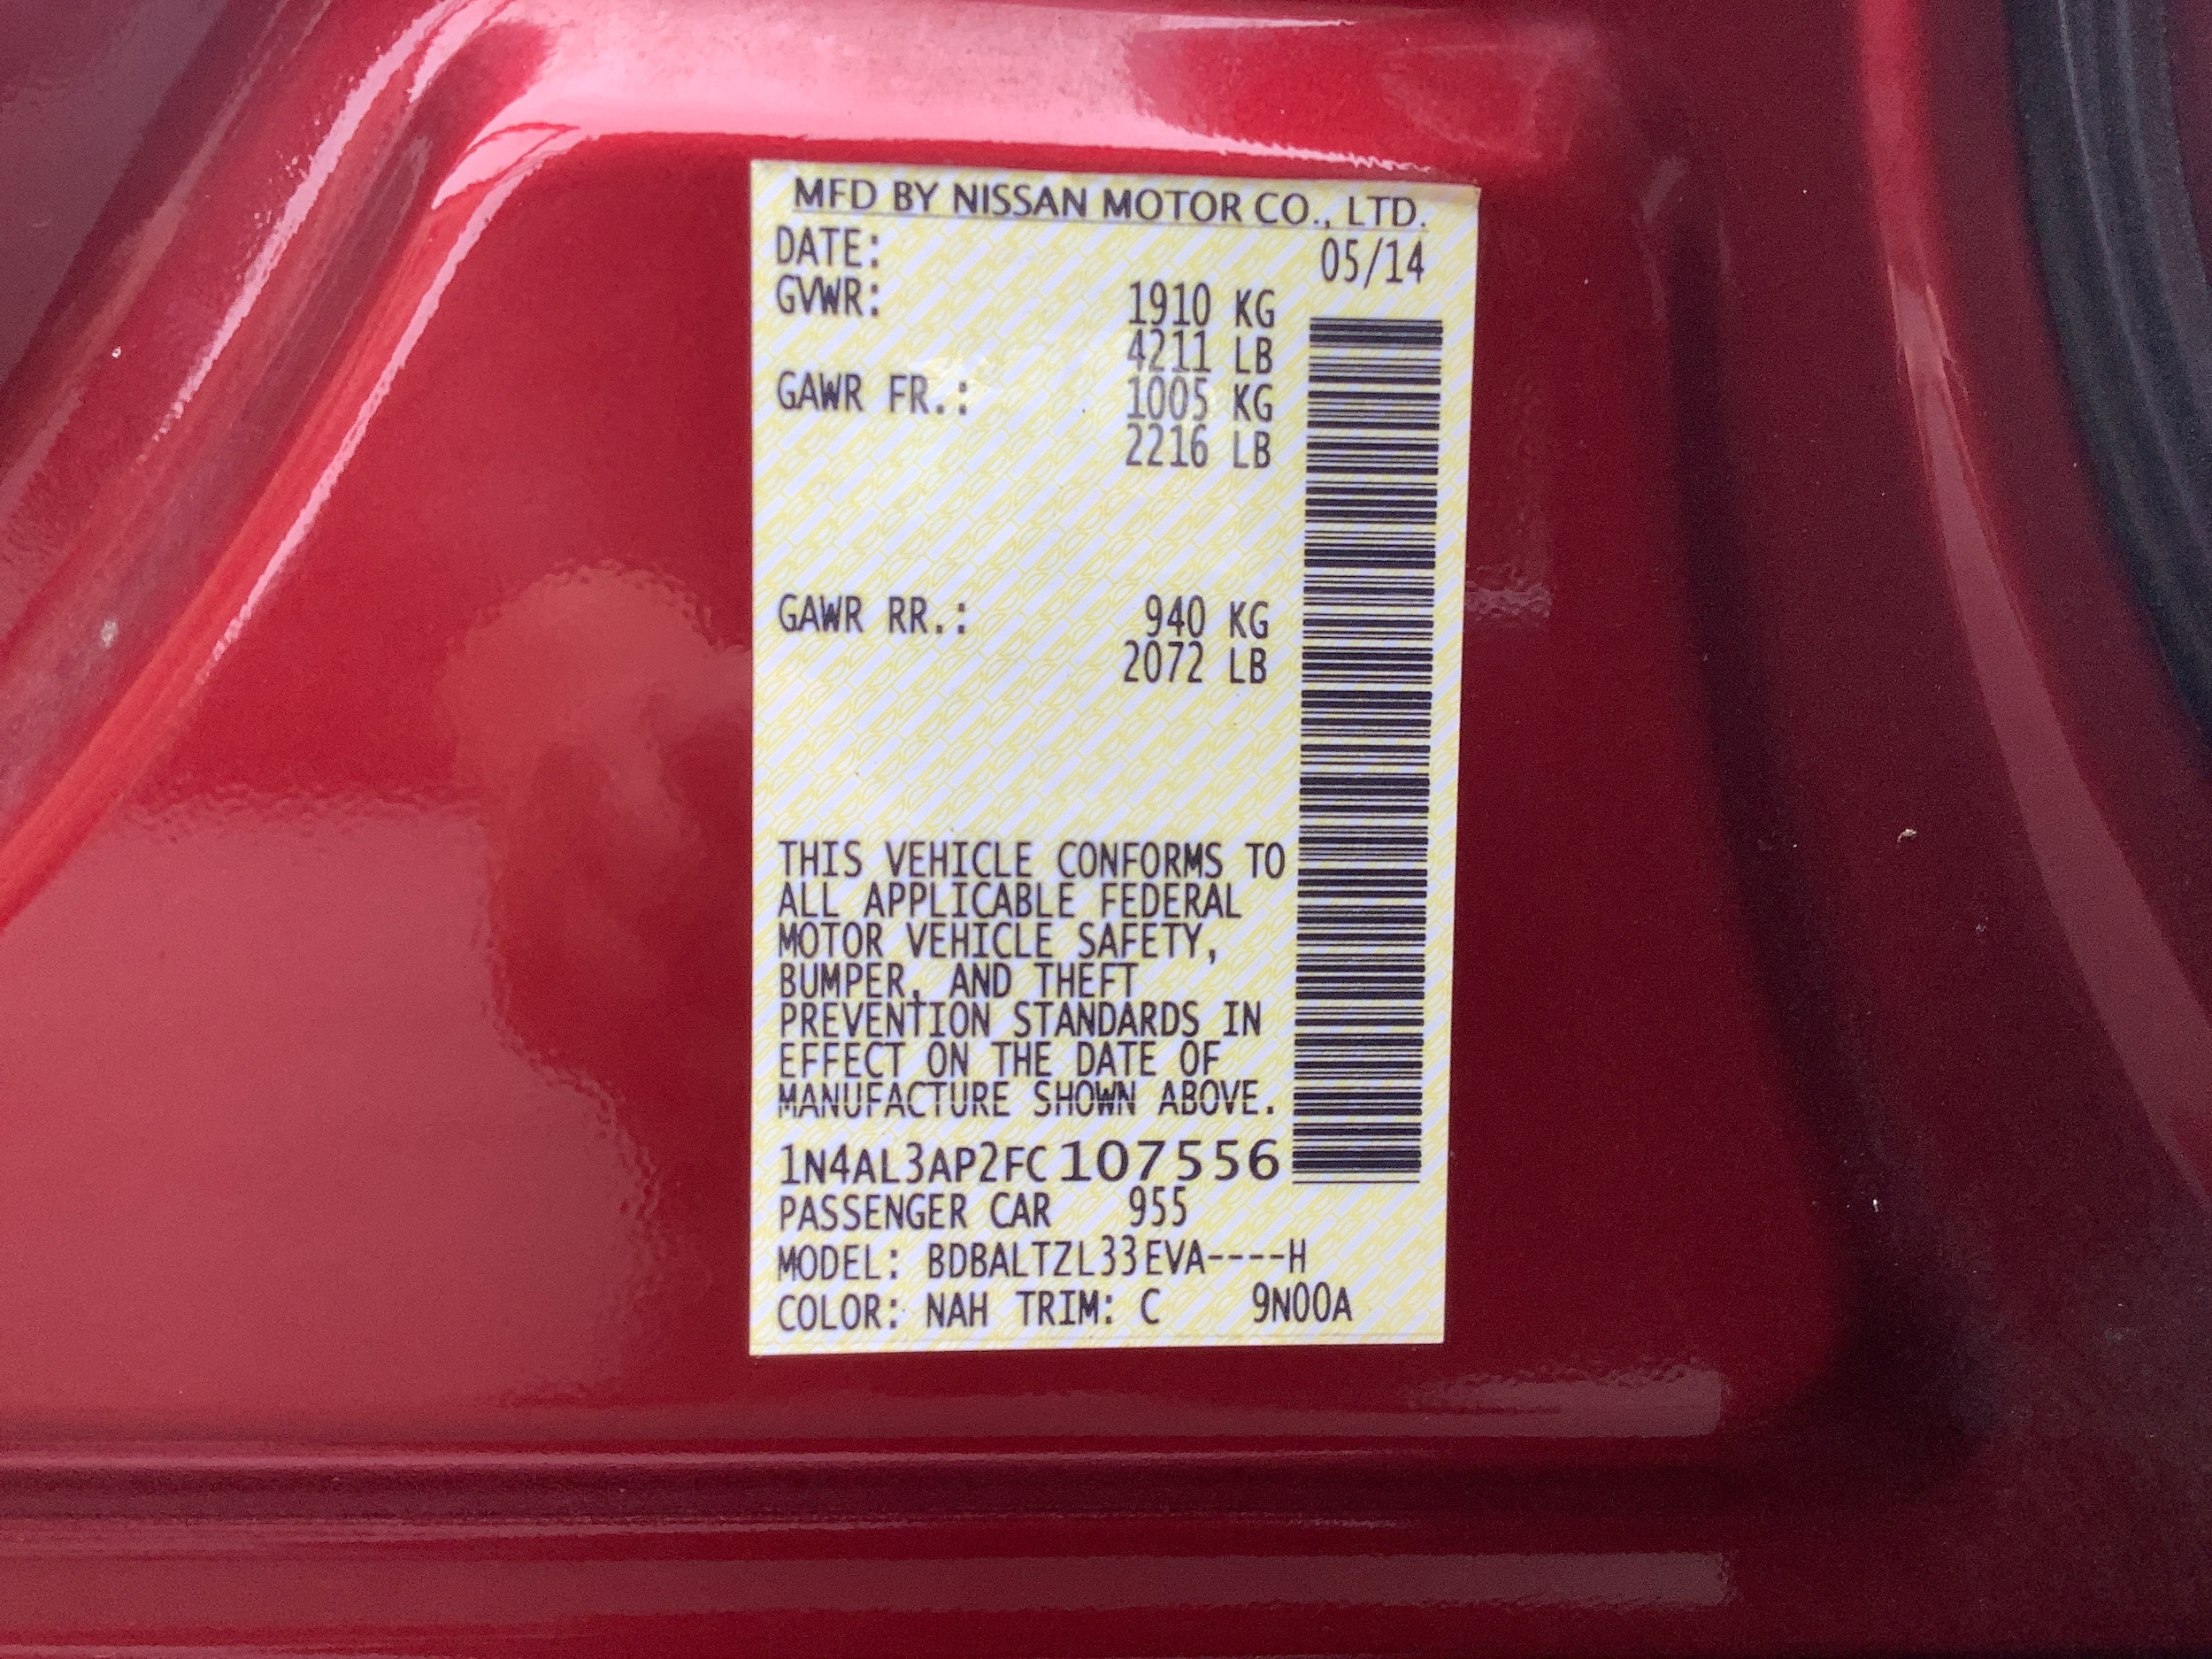 MFD BY NISSAN MOTOR CO., LTD.
DATE: 05/14
GVWR: 1910 KG
4211 LB
GAWR FR.: 1005 KG
2216 LB
GAWR RR.: 940 KG
2072 LB
THIS VEHICLE CONFORMS TO
ALL APPLICABLE FEDERAL
MOTOR VEHICLE SAFETY,
BUMPER, AND THEFT
PREVENTION STANDARDS IN
EFFECT ON THE DATE OF
MANUFACTURE SHOWN ABOVE.
1N4AL3AP2FC107556
PASSENGER CAR 955
MODEL: BDBALTZL33EVA----H
COLOR: NAH TRIM: C 9N00A